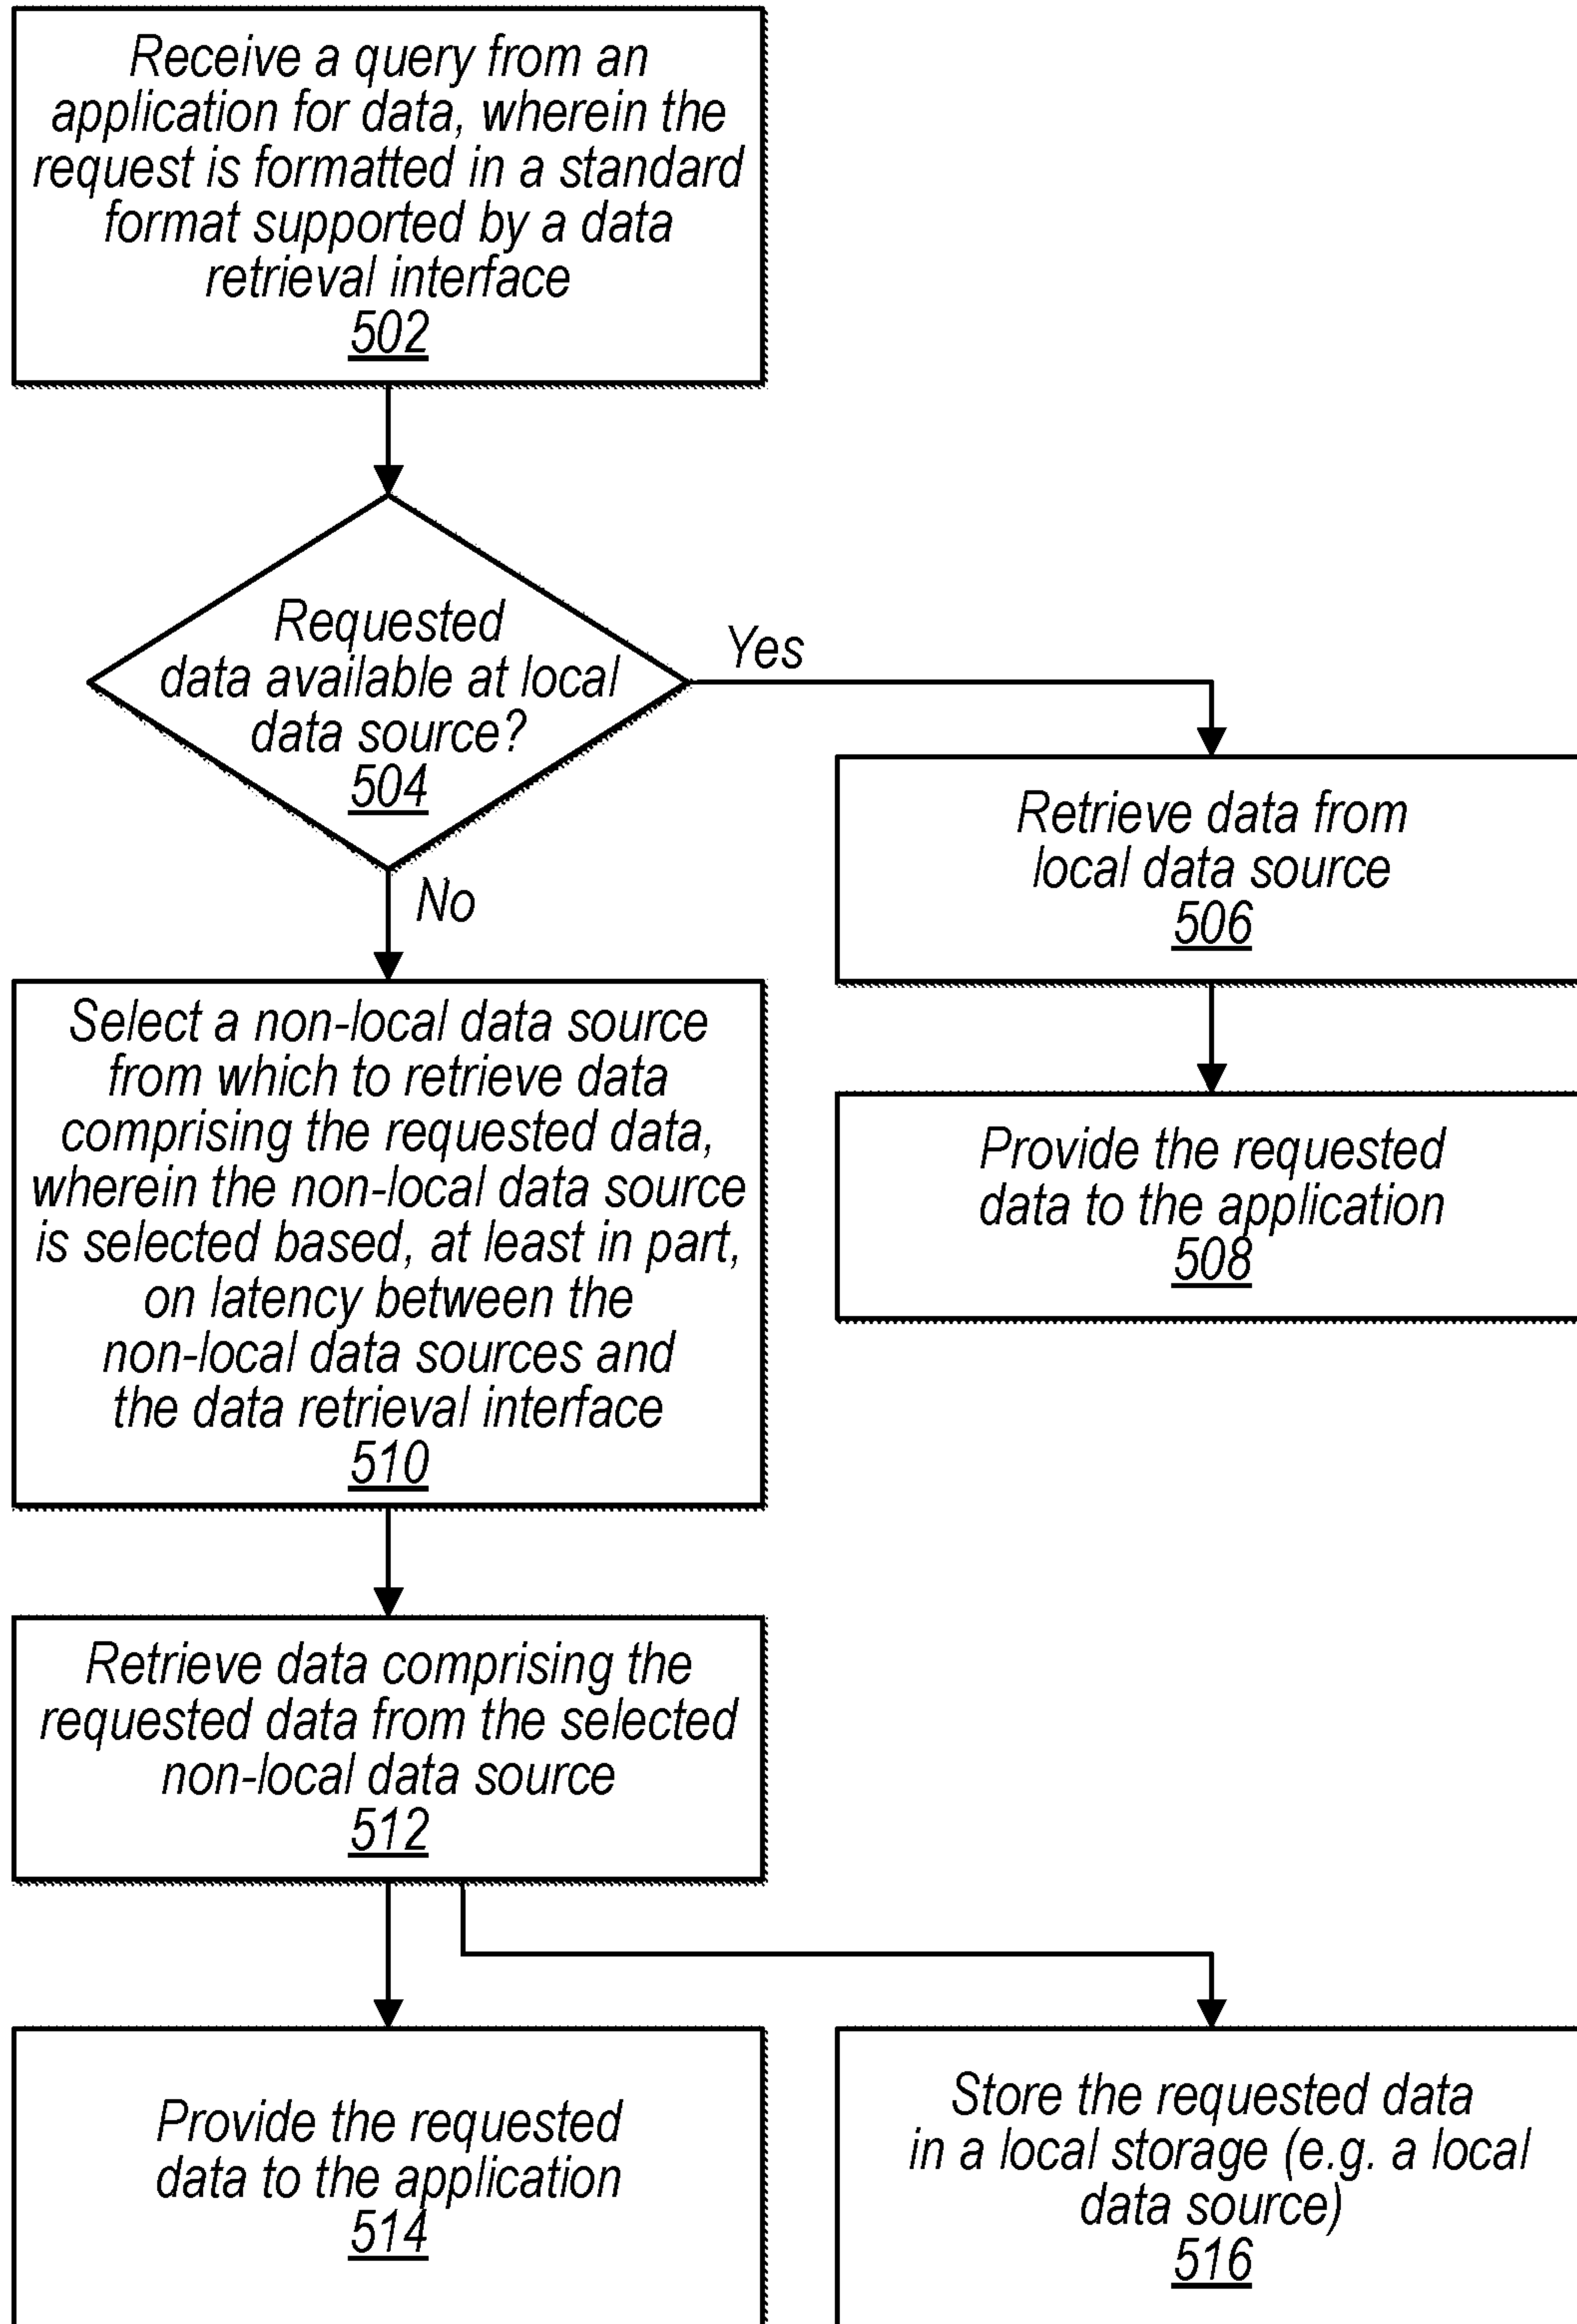 Receive a query from an
application for data, wherein the
request is formatted in a standard
format supported by a data
retrieval interface
502
Requested
data available at local
data source?
504
Yes
No
Retrieve data from
local data source
506
Provide the requested
data to the application
508
Select a non-local data source
from which to retrieve data
comprising the requested data,
wherein the non-local data source
is selected based, at least in part,
on latency between the
non-local data sources and
the data retrieval interface
510
Retrieve data comprising the
requested data from the selected
non-local data source
512
Provide the requested
data to the application
514
Store the requested data
in a local storage (e.g. a local
data source)
516